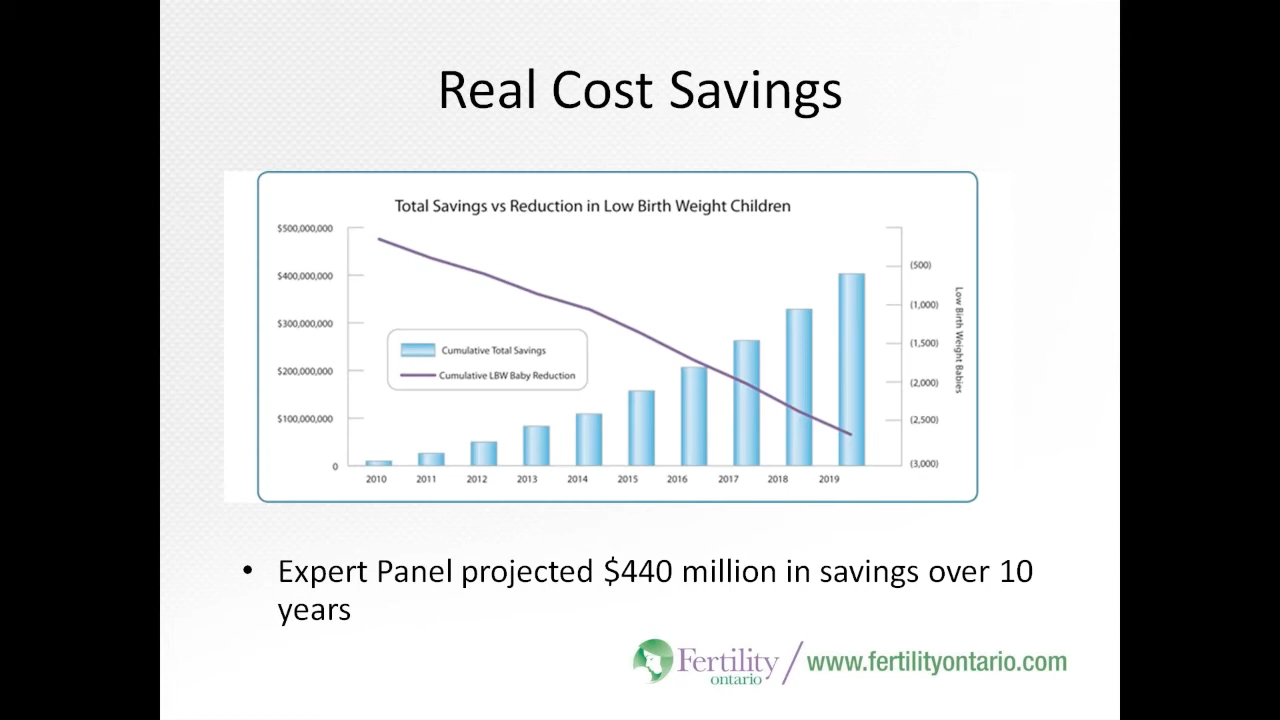 Real Cost Savings
Total Savings vs Reduction in Low Birth Weight Children
$500,000,000
$400,000,000
$300,000,000
$200,000,000
$100,000,000
0
Cumulative Total Savings
Cumulative LBW Baby Reduction
(500)
(1,000)
(1,500)
(2,000)
(2,500)
(3,000)
Low Birth Weight Babies
2010 2011 2012 2013 2014 2015 2016 2017 2018 2019
• Expert Panel projected $440 million in savings over 10
years
Fertility
ontario
www.fertilityontario.com